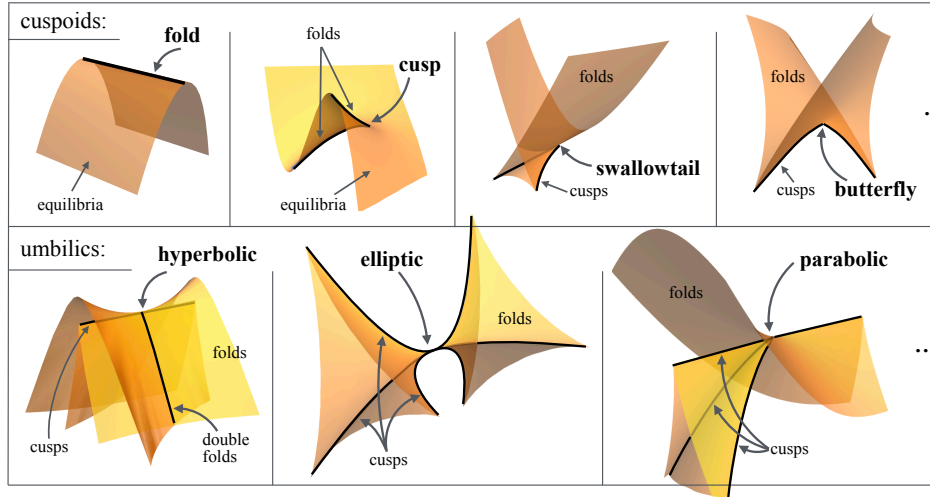 cuspoids:
fold
equilibria
folds
cusp
equilibria
folds
swallowtail
cusps
folds
cusps
butterfly
...
umbilics:
hyperbolic
folds
cusps
double
folds
elliptic
folds
cusps
parabolic
folds
cusps
...